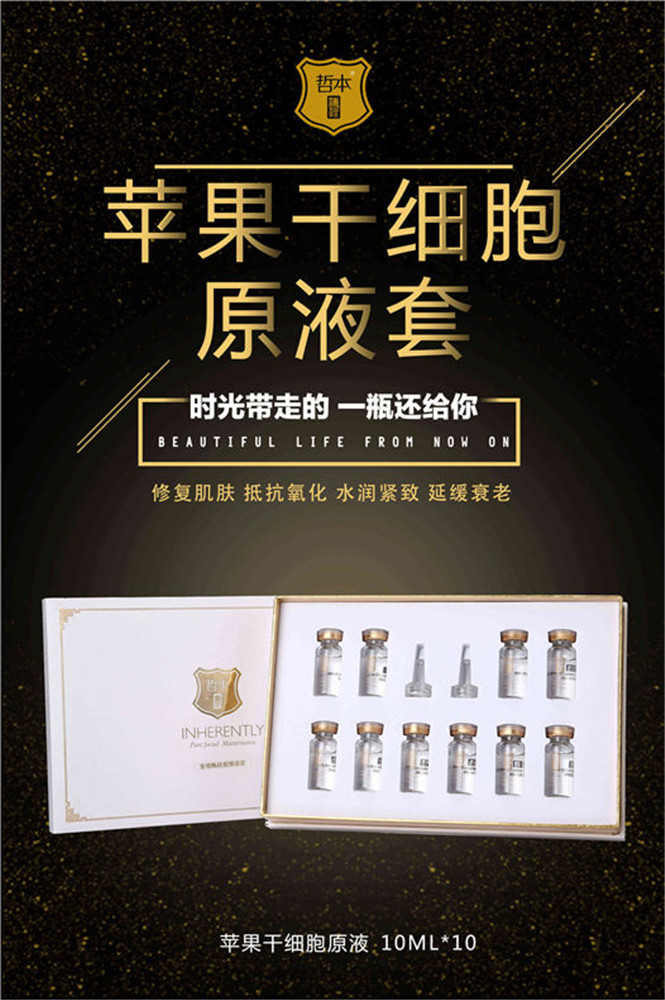 哲本
苹果干细胞
原液套
时光带走的 一瓶还给你
BEAUTIFUL LIFE FROM NOW ON
修复肌肤 抵抗氧化 水润紧致 延缓衰老
哲本
INHERENTLY
Pure facial Maintenance
苹果干细胞原液 10ML*10